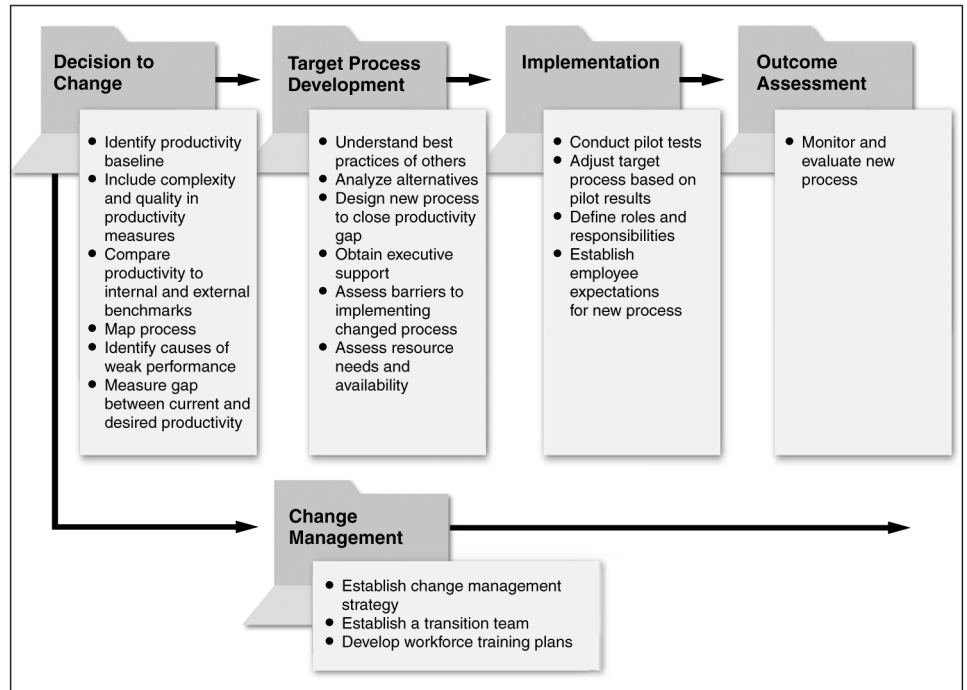 Decision to
Change
● Identify productivity
baseline
● Include complexity
and quality in
productivity
measures
● Compare
productivity to
internal and external
benchmarks
● Map process
● Identify causes of
weak performance
● Measure gap
between current and
desired productivity
Target Process
Development
● Understand best
practices of others
● Analyze alternatives
● Design new process
to close productivity
gap
● Obtain executive
support
● Assess barriers to
implementing
changed process
● Assess resource
needs and
availability
Implementation
● Conduct pilot tests
● Adjust target
process based on
pilot results
● Define roles and
responsibilities
● Establish
employee
expectations
for new process
Outcome
Assessment
● Monitor and
evaluate new
process
Change
Management
● Establish change management
strategy
● Establish a transition team
● Develop workforce training plans